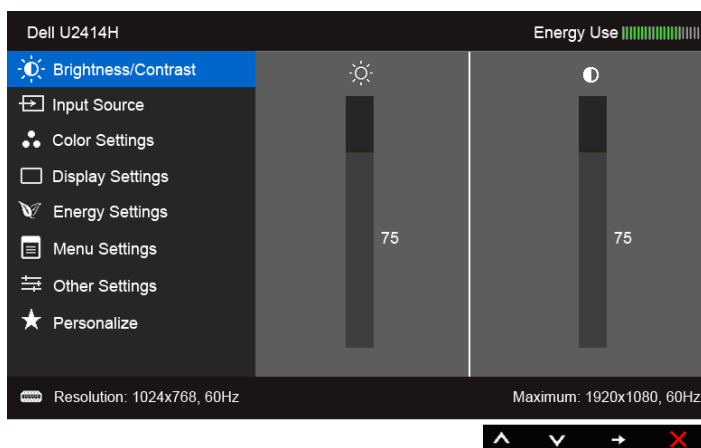 Dell U2414H Energy Use
Brightness/Contrast
Input Source
Color Settings
Display Settings
Energy Settings
75 75
Menu Settings
Other Settings
Personalize
Resolution: 1024x768, 60Hz Maximum: 1920x1080, 60Hz